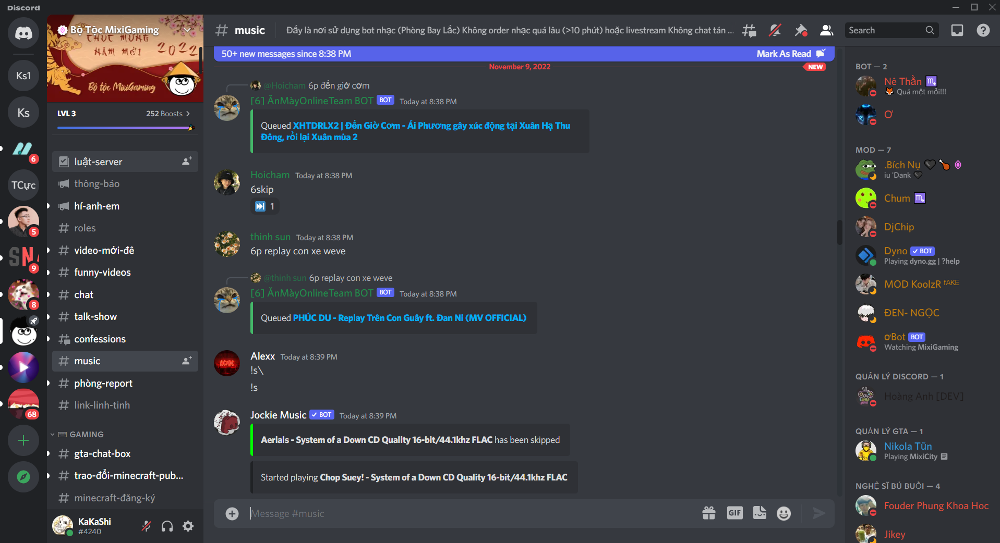 Discord
Ks1
Ks
6
TCực
5
SN
9
8
68
CHÚC MỪNG
NĂM MỚI 2022
Bộ tộc MixiGaming
Bộ Tộc MixiGaming
LVL 3 252 Boosts
luật-server
thông-báo
hí-anh-em
roles
video-mới-đê
funny-videos
chat
talk-show
confessions
music
phòng-report
link-linh-tinh
GAMING
gta-chat-box
trao-đổi-minecraft-pub...
minecraft-đăng-ký
KaKaShi
#4240
music Đấy là nơi sử dụng bot nhạc (Phòng Bay Lắc) Không order nhạc quá lâu (>10 phút) hoặc livestream Không chat tán ...
Search
50+ new messages since 8:38 PM Mark As Read
November 9, 2022 NEW
@Hoicham 6p đến giờ cơm
[6] ĂnMàyOnlineTeam BOT BOT Today at 8:38 PM
Queued XHTDRLX2 | Đến Giờ Cơm - Ái Phương gây xúc động tại Xuân Hạ Thu
Đông, rồi lại Xuân mùa 2
Hoicham Today at 8:38 PM
6skip
1
thinh sun Today at 8:38 PM
6p replay con xe weve
@thinh sun 6p replay con xe weve
[6] ĂnMàyOnlineTeam BOT BOT Today at 8:38 PM
Queued PHÚC DU - Replay Trên Con Guây ft. Đan Ni (MV OFFICIAL)
AC/DC
Alexx Today at 8:39 PM
!s\
!s
Jockie Music BOT Today at 8:39 PM
Aerials - System of a Down CD Quality 16-bit/44.1khz FLAC has been skipped
Started playing Chop Suey! - System of a Down CD Quality 16-bit/44.1khz FLAC
Message #music
GIF
BOT — 2
Nê Thằn ♏
Quá mệt mỏi!!!
Ơ
MOD — 7
.Bích Nụ
iu 'Dank
Chum ♏
DjChip
Dyno BOT
Playing dyno.gg | ?help
MOD KoolzR ᶠAKE
ĐEN- NGỌC
ơBot BOT
Watching MixiGaming
QUẢN LÝ DISCORD — 1
Hoàng Anh [DEV]
QUẢN LÝ GTA — 1
Nikola Tũn
Playing MixiCity
NGHỆ SĨ BÚ BUỒI — 4
Fouder Phung Khoa Hoc
Jikey